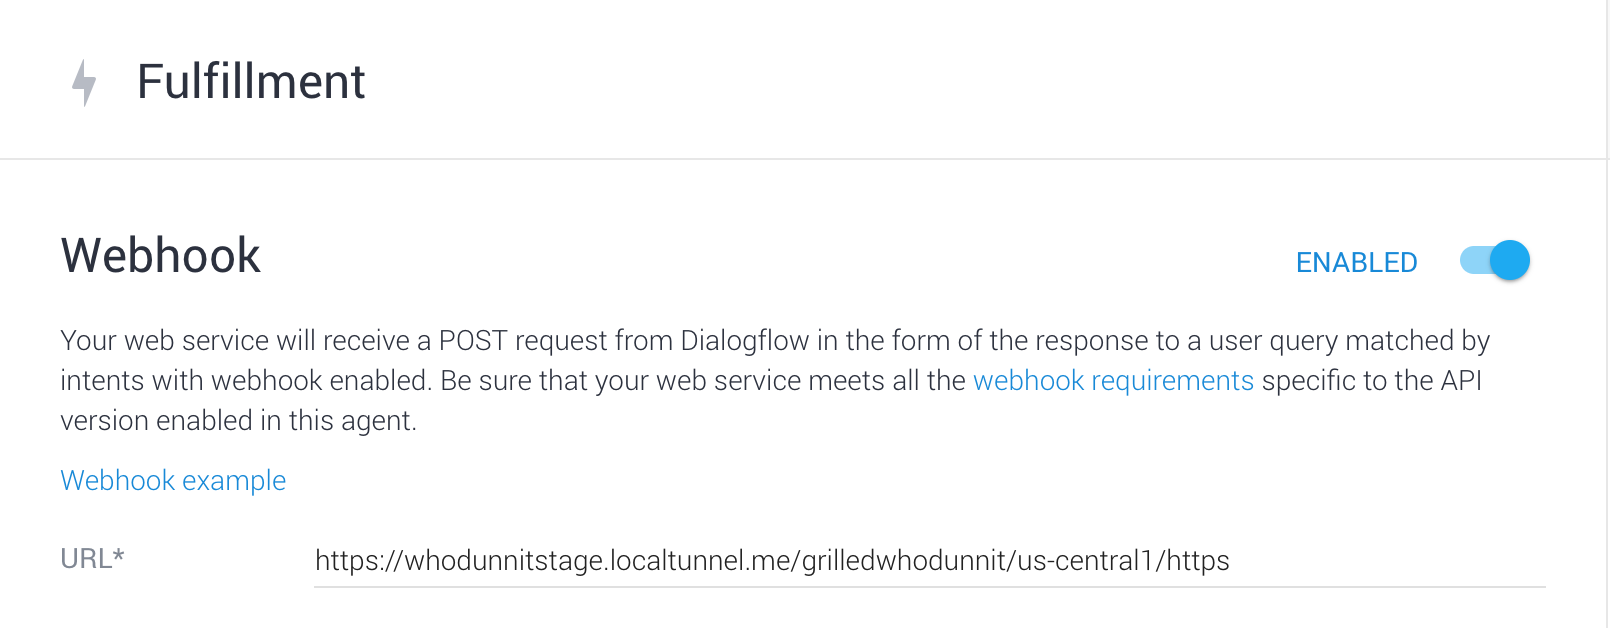 Fulfillment
Webhook
ENABLED
Your web service will receive a POST request from Dialogflow in the form of the response to a user query matched by
intents with webhook enabled. Be sure that your web service meets all the webhook requirements specific to the API
version enabled in this agent.
Webhook example
URL*
https://whodunnitstage.localtunnel.me/grilledwhodunnit/us-central1/https